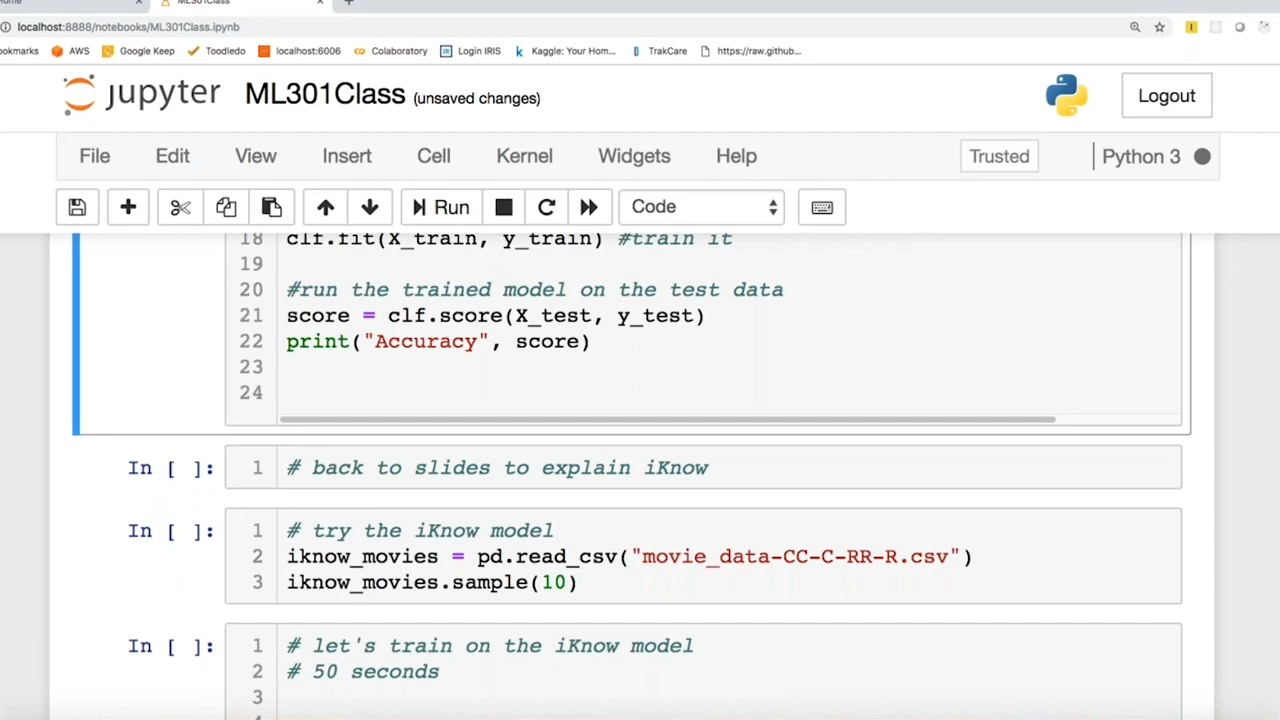 Home ML301Class
localhost:8888/notebooks/ML301Class.ipynb
ookmarks AWS Google Keep Toodledo localhost:6006 Colaboratory Login IRIS Kaggle: Your Hom... TrakCare https://raw.github...
jupyter ML301Class (unsaved changes) Logout
File Edit View Insert Cell Kernel Widgets Help Trusted Python 3
Run Code
18 clf.fit(X_train, y_train) #train it
19
20 #run the trained model on the test data
21 score = clf.score(X_test, y_test)
22 print("Accuracy", score)
23
24
In [ ]: 1 # back to slides to explain iKnow
In [ ]: 1 # try the iKnow model
2 iknow_movies = pd.read_csv("movie_data-CC-C-RR-R.csv")
3 iknow_movies.sample(10)
In [ ]: 1 # let's train on the iKnow model
2 # 50 seconds
3